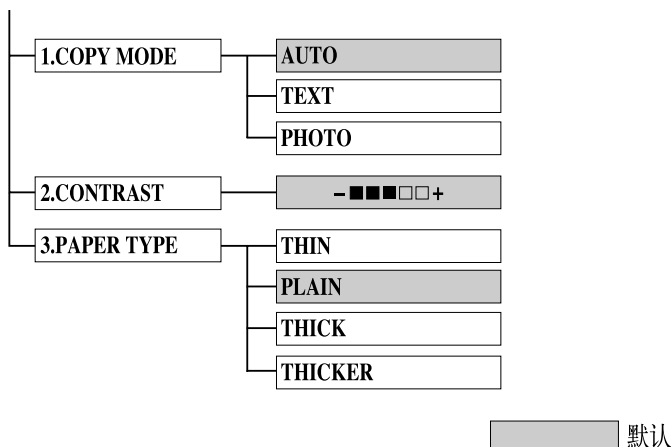 1.COPY MODE
AUTO
TEXT
PHOTO
2.CONTRAST
-■■■□□+
3.PAPER TYPE
THIN
PLAIN
THICK
THICKER
默认